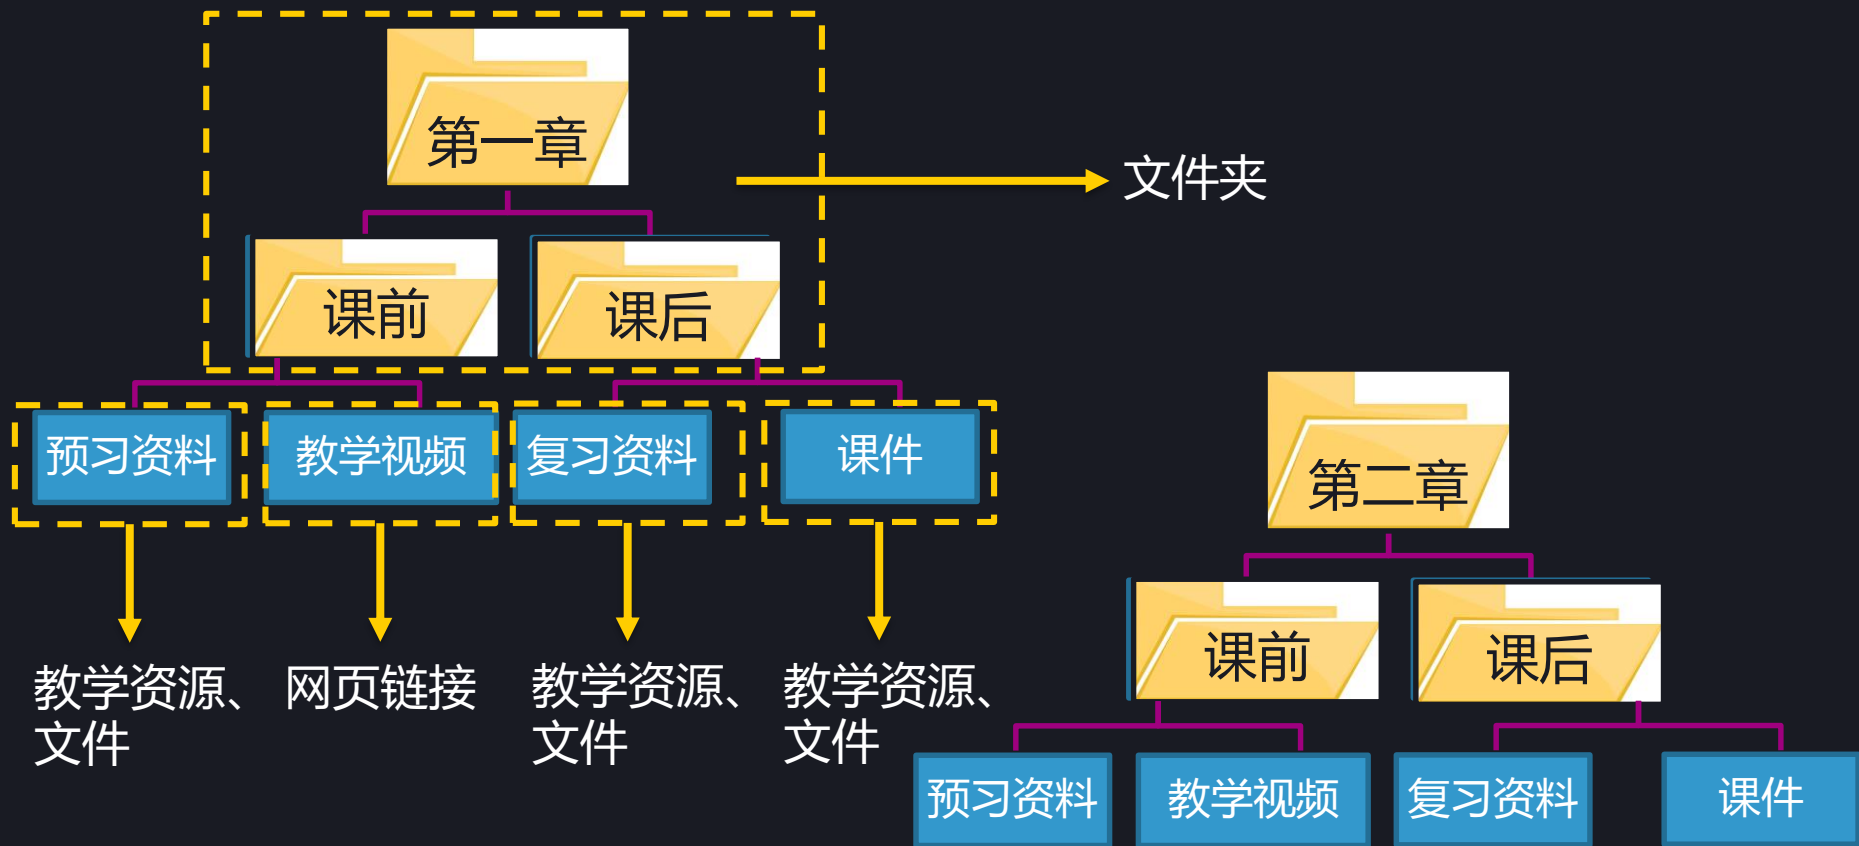 第一章
文件夹
课前
课后
预习资料
教学视频
复习资料
课件
教学资源、
文件
网页链接
教学资源、
文件
教学资源、
文件
第二章
课前
课后
预习资料
教学视频
复习资料
课件